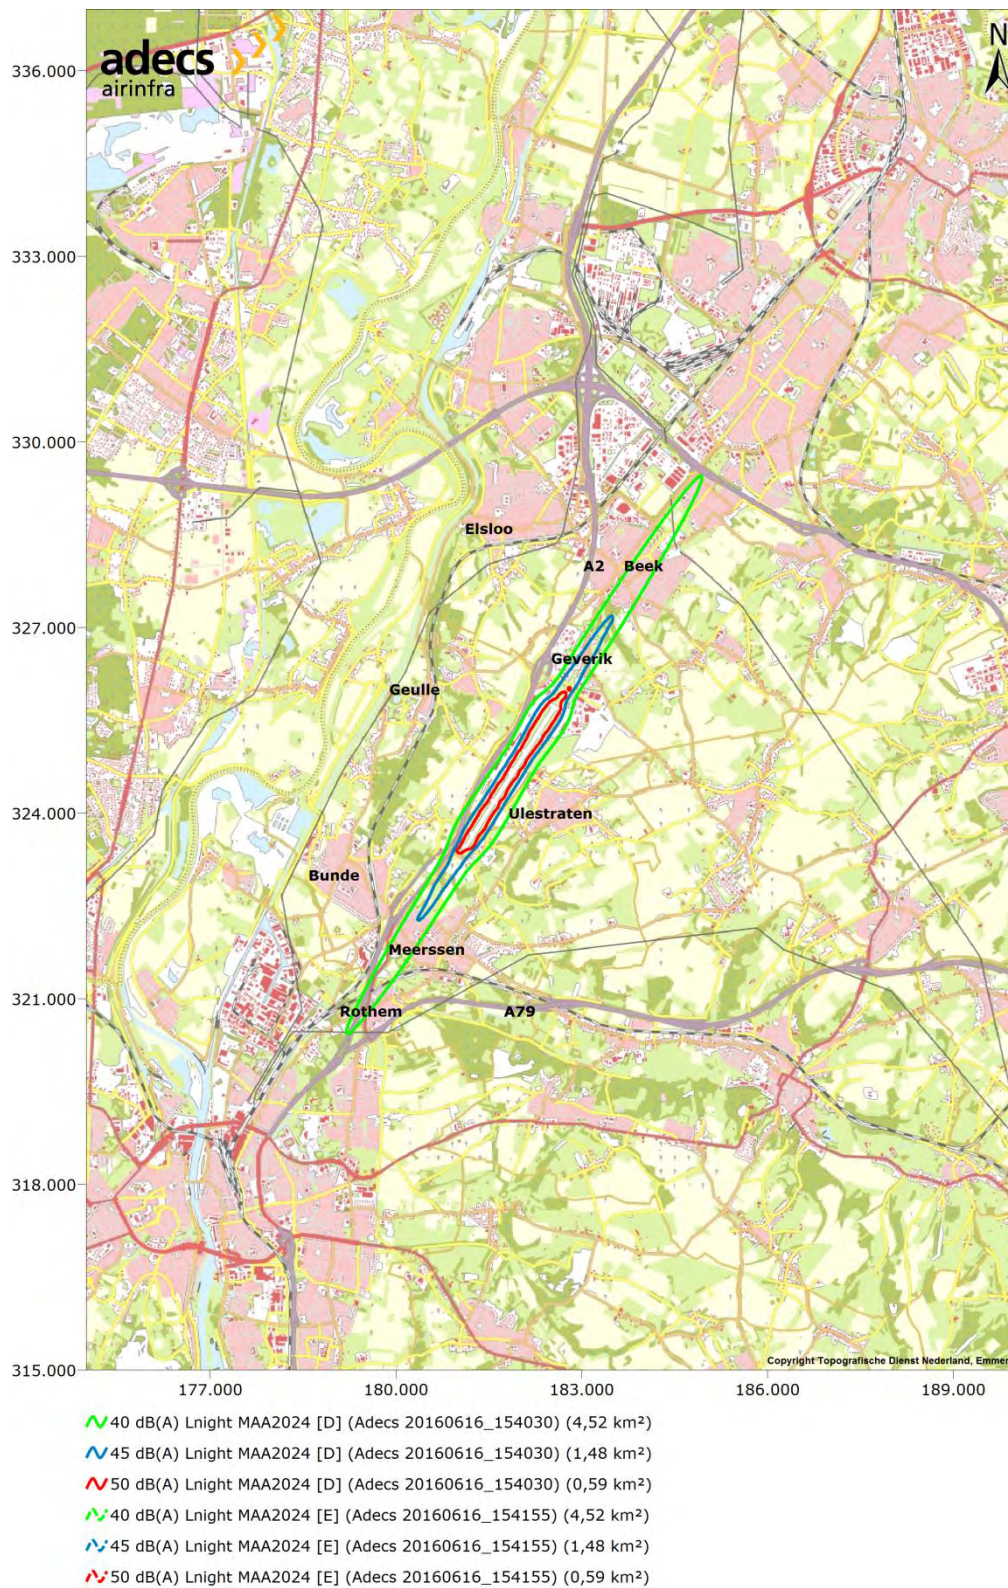 adecs
airinfra
N
336.000
333.000
330.000
Elsloo
A2
Beek
327.000
Geverik
Geulle
324.000
Ulestraten
Bunde
Meerssen
321.000
Rothem
A79
318.000
315.000
Copyright Topografische Dienst Nederland, Emmen
177.000
180.000
183.000
186.000
189.000
40 dB(A) Lnight MAA2024 [D] (Adecs 20160616_154030) (4,52 km²)
45 dB(A) Lnight MAA2024 [D] (Adecs 20160616_154030) (1,48 km²)
50 dB(A) Lnight MAA2024 [D] (Adecs 20160616_154030) (0,59 km²)
40 dB(A) Lnight MAA2024 [E] (Adecs 20160616_154155) (4,52 km²)
45 dB(A) Lnight MAA2024 [E] (Adecs 20160616_154155) (1,48 km²)
50 dB(A) Lnight MAA2024 [E] (Adecs 20160616_154155) (0,59 km²)